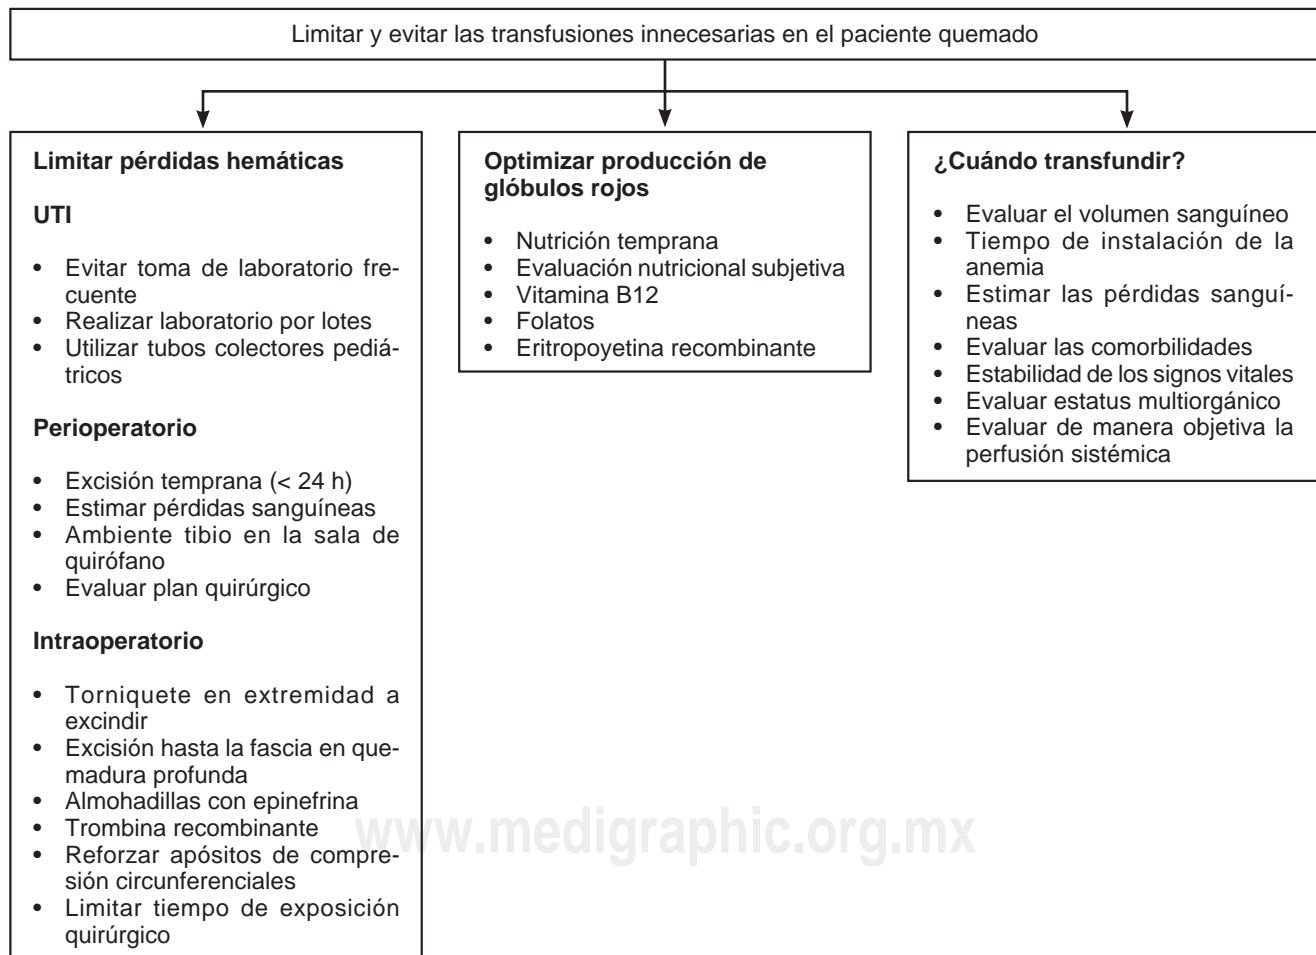 Limitar y evitar las transfusiones innecesarias en el paciente quemado
Limitar pérdidas hemáticas
UTI
• Evitar toma de laboratorio fre-
cuente
• Realizar laboratorio por lotes
• Utilizar tubos colectores pediá-
tricos
Perioperatorio
• Excisión temprana (< 24 h)
• Estimar pérdidas sanguíneas
• Ambiente tibio en la sala de
quirófano
• Evaluar plan quirúrgico
Intraoperatorio
• Torniquete en extremidad a
excindir
• Excisión hasta la fascia en que-
madura profunda
• Almohadillas con epinefrina
• Trombina recombinante
• Reforzar apósitos de compre-
sión circunferenciales
• Limitar tiempo de exposición
quirúrgico
Optimizar producción de
glóbulos rojos
• Nutrición temprana
• Evaluación nutricional subjetiva
• Vitamina B12
• Folatos
• Eritropoyetina recombinante
¿Cuándo transfundir?
• Evaluar el volumen sanguíneo
• Tiempo de instalación de la
anemia
• Estimar las pérdidas sanguí-
neas
• Evaluar las comorbilidades
• Estabilidad de los signos vitales
• Evaluar estatus multiorgánico
• Evaluar de manera objetiva la
perfusión sistémica
www.medigraphic.org.mx